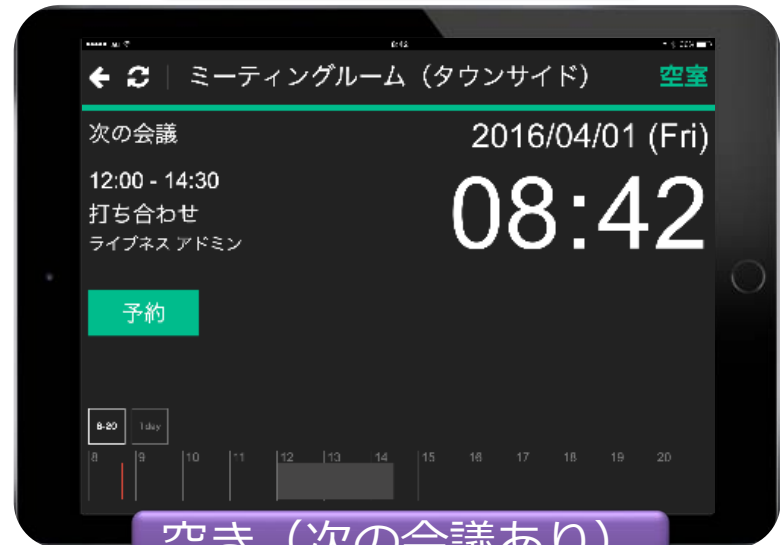 8:42
ミーティングルーム（タウンサイド） 空室
次の会議 2016/04/01 (Fri)
12:00 - 14:30
08:42
打ち合わせ
ライブネス アドミン
予約
8-20 1day
8 9 10 11 12 13 14 15 16 17 18 19 20
空き（次の会議あり）